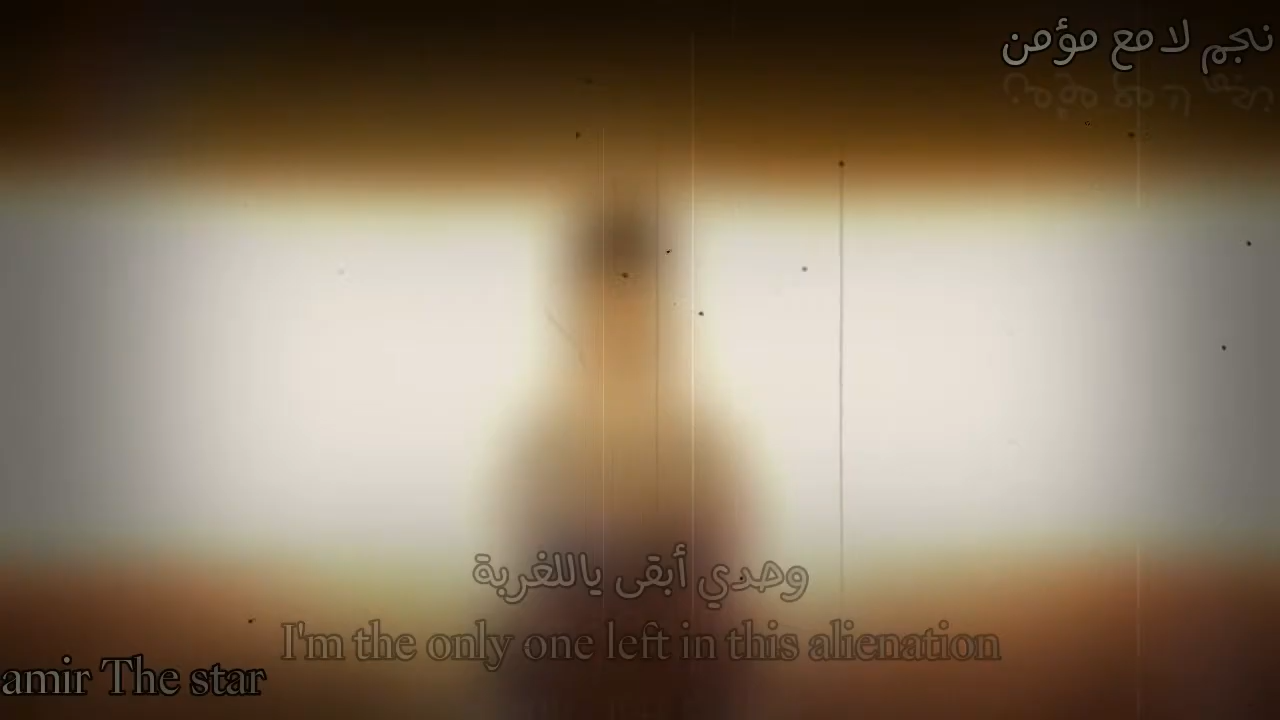 نجم لامع مؤمن
وحدي أبقى ياللغربة
I'm the only one left in this alienation
amir The star